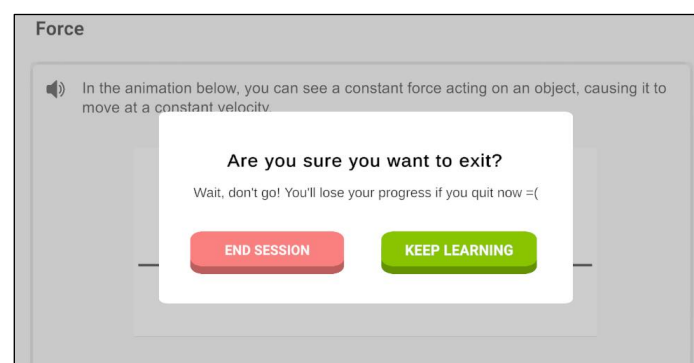 Force
In the animation below, you can see a constant force acting on an object, causing it to
move at a constant velocity.
Are you sure you want to exit?
Wait, don't go! You'll lose your progress if you quit now =(
END SESSION
KEEP LEARNING